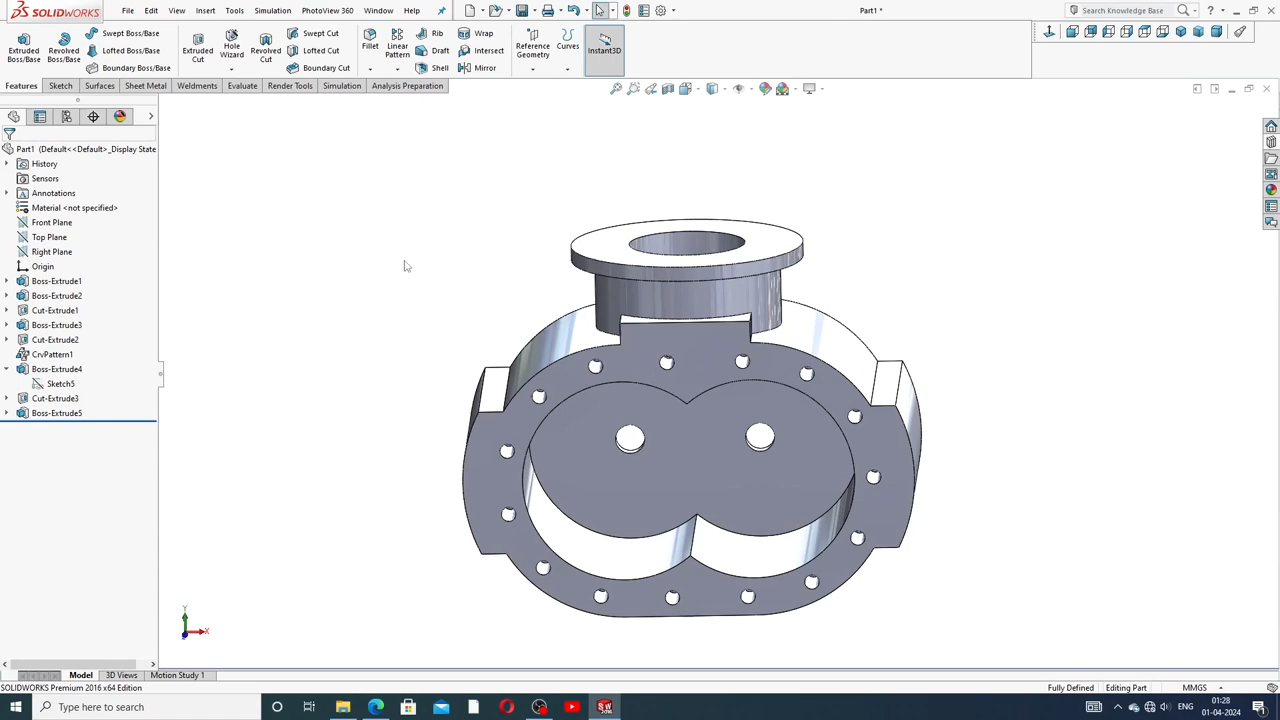 SOLIDWORKS File Edit View Insert Tools Simulation PhotoView 360 Window Help Part1 * Search Knowledge Base
Extruded Boss/Base
Revolved Boss/Base
Swept Boss/Base
Lofted Boss/Base
Boundary Boss/Base
Extruded Cut
Hole Wizard
Revolved Cut
Swept Cut
Lofted Cut
Boundary Cut
Fillet
Linear Pattern
Rib
Draft
Shell
Wrap
Intersect
Mirror
Reference Geometry
Curves
Instant3D
Features Sketch Surfaces Sheet Metal Weldments Evaluate Render Tools Simulation Analysis Preparation
Part1 (Default<<Default>_Display State
History
Sensors
Annotations
Material <not specified>
Front Plane
Top Plane
Right Plane
Origin
Boss-Extrude1
Boss-Extrude2
Cut-Extrude1
Boss-Extrude3
Cut-Extrude2
CrvPattern1
Boss-Extrude4
Sketch5
Cut-Extrude3
Boss-Extrude5
Y
X
Z
Model 3D Views Motion Study 1
SOLIDWORKS Premium 2016 x64 Edition Fully Defined Editing Part MMGS
Type here to search
ENG
01:28
01-04-2024